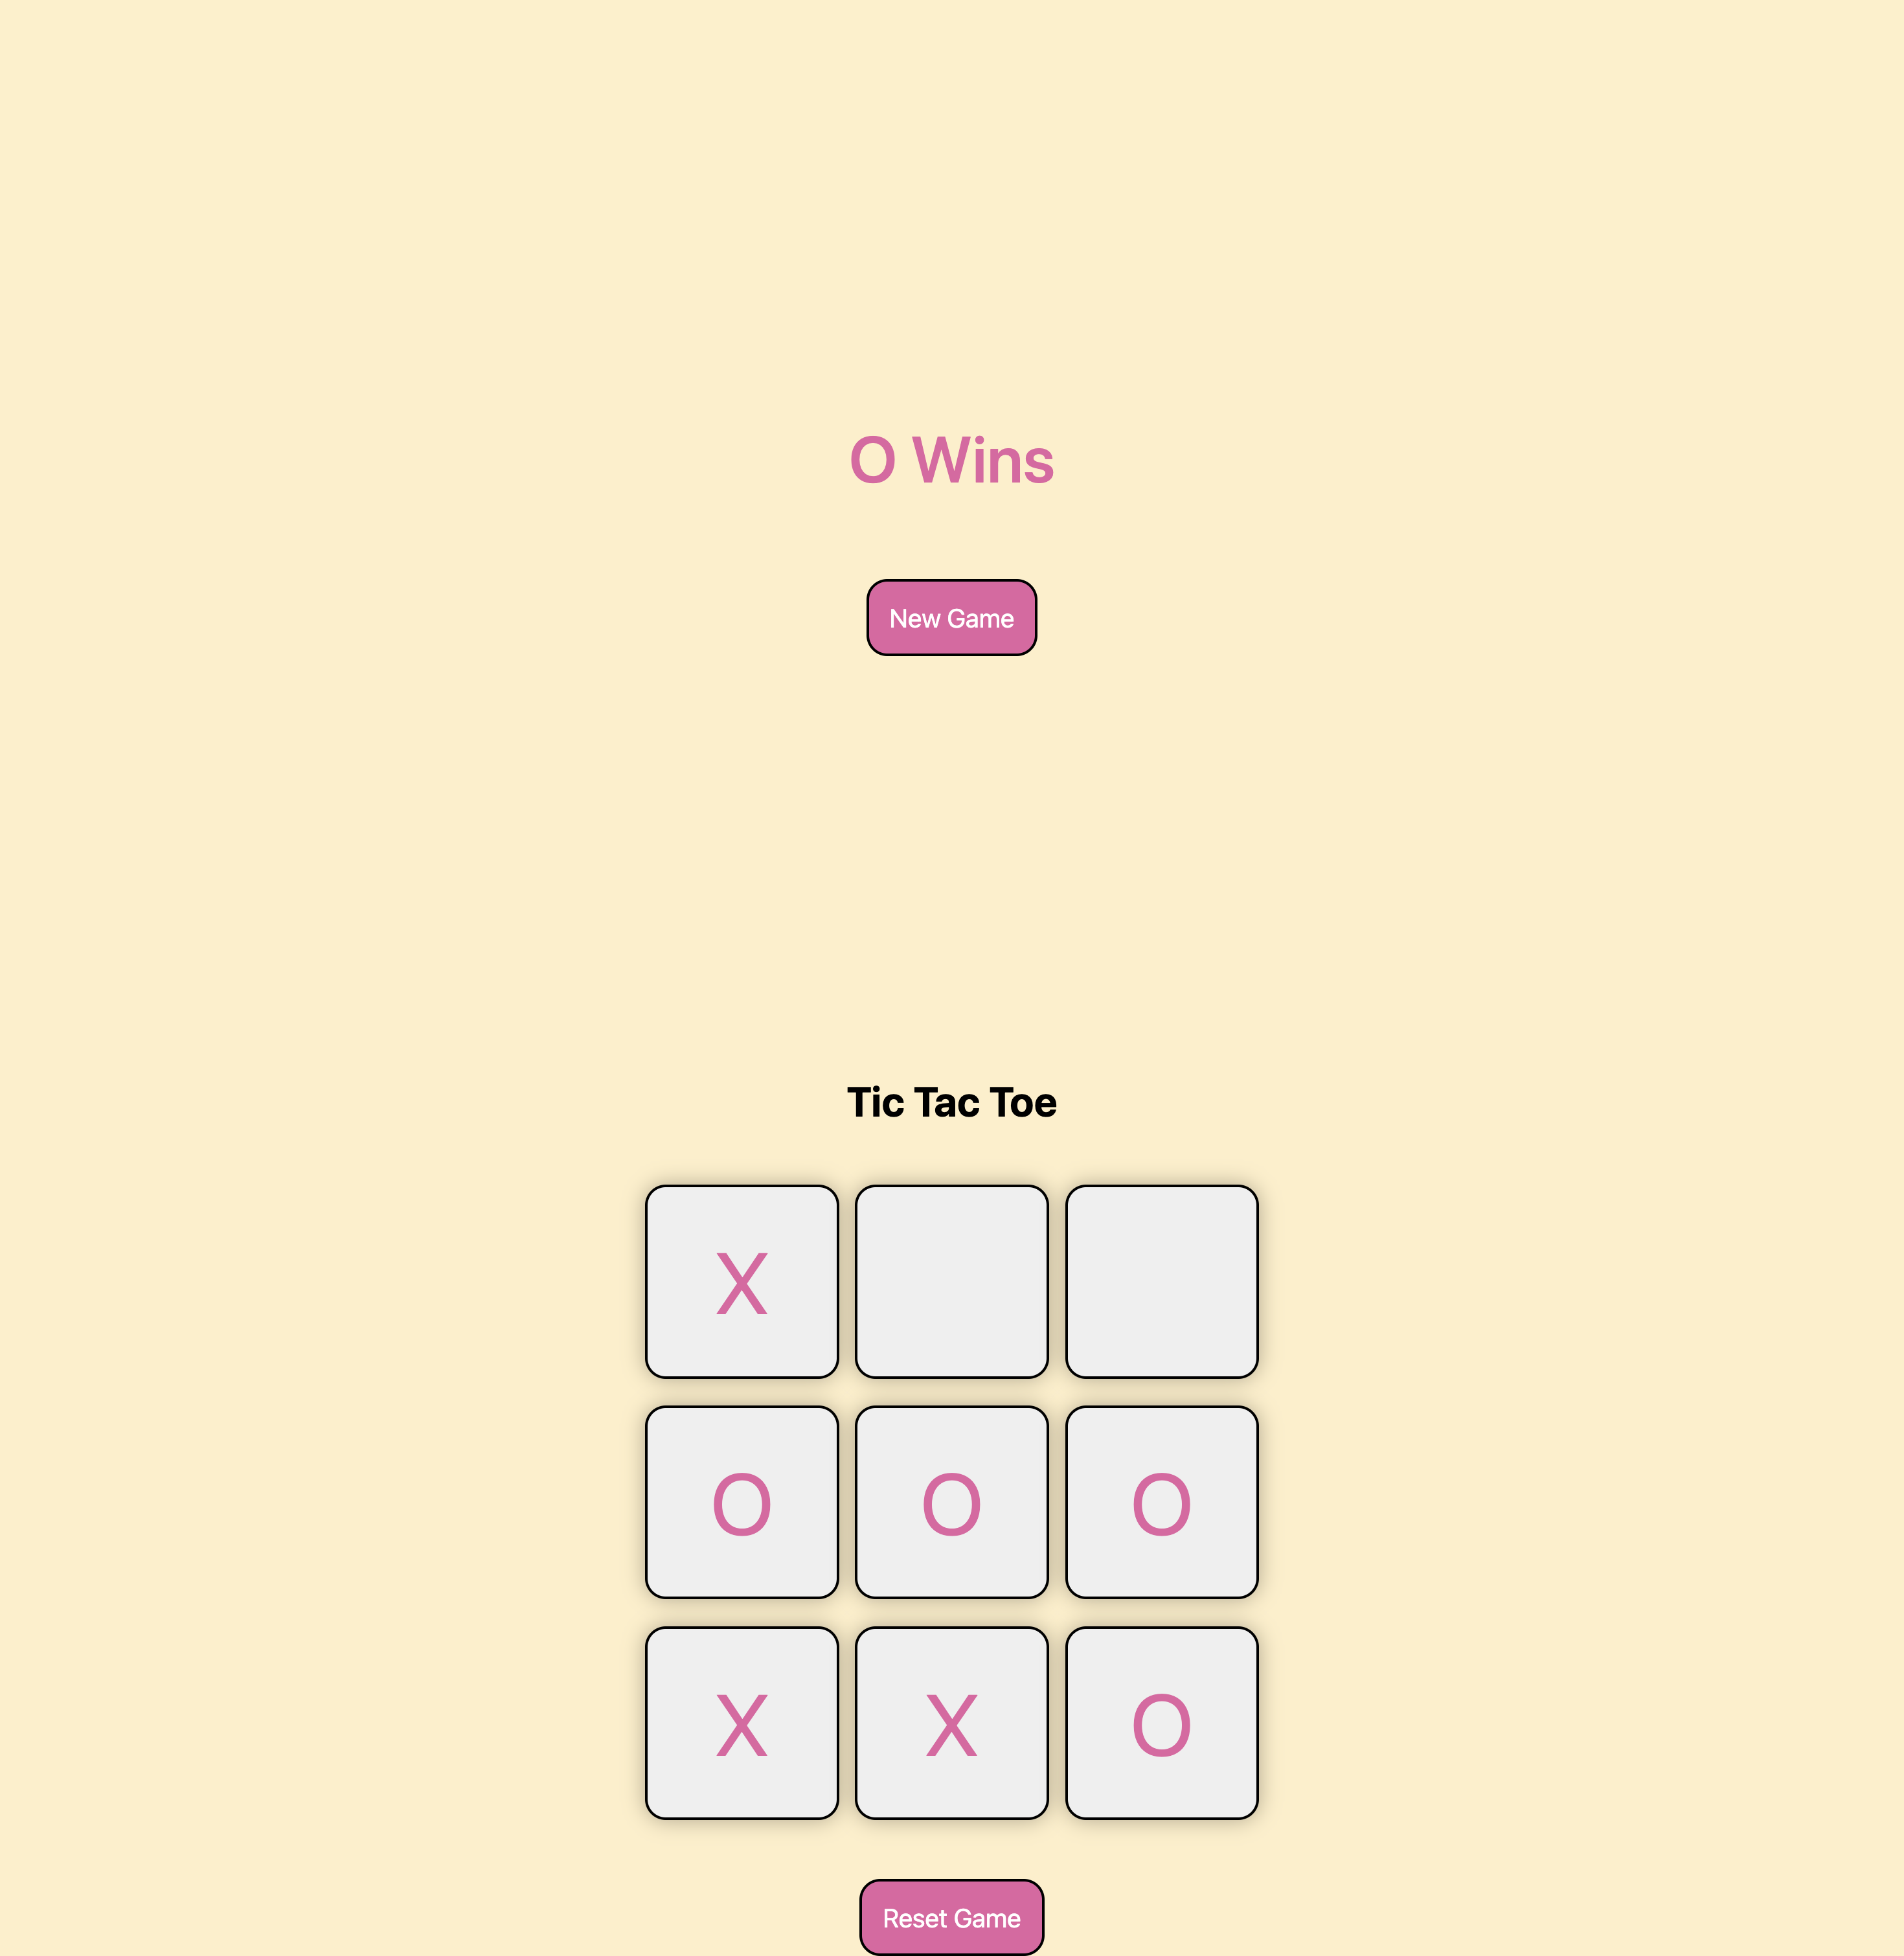 O Wins
New Game
Tic Tac Toe
X
O O O
X X O
Reset Game